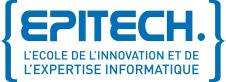 {EPITECH.}
L'ECOLE DE L'INNOVATION ET DE
L'EXPERTISE INFORMATIQUE